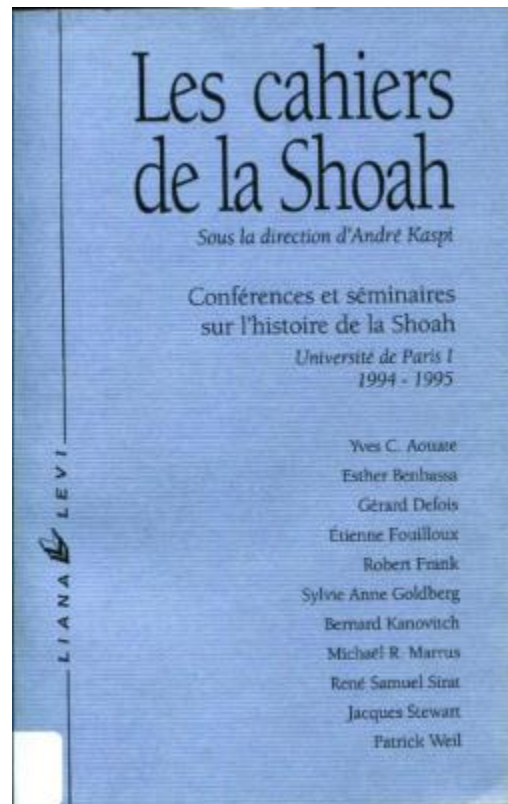 Les cahiers
de la Shoah
Sous la direction d'André Kaspi
Conférences et séminaires
sur l'histoire de la Shoah
Université de Paris I
1994 - 1995
Yves C. Aouate
Esther Benbassa
Gérard Defois
Étienne Fouilloux
Robert Frank
Sylvie Anne Goldberg
Bernard Kanovitch
Michaël R. Marrus
René Samuel Sirat
Jacques Stewart
Patrick Weil
LIANA LEVI